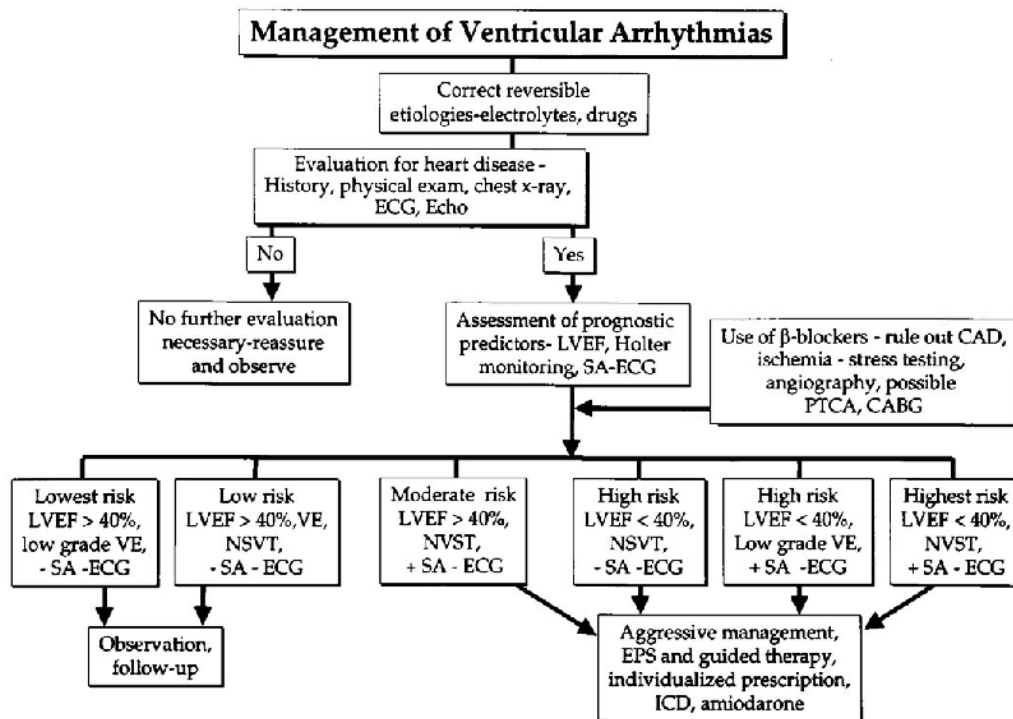 Management of Ventricular Arrhythmias
Correct reversible
etiologies-electrolytes, drugs
Evaluation for heart disease -
History, physical exam, chest x-ray,
ECG, Echo
No
Yes
No further evaluation
necessary-reassure
and observe
Assessment of prognostic
predictors- LVEF, Holter
monitoring, SA-ECG
Use of β-blockers - rule out CAD,
ischemia - stress testing,
angiography, possible
PTCA, CABG
Lowest risk
LVEF > 40%,
low grade VE,
- SA -ECG
Low risk
LVEF > 40%,VE,
NSVT,
- SA - ECG
Moderate risk
LVEF > 40%,
NVST,
+ SA - ECG
High risk
LVEF < 40%,
NSVT,
- SA -ECG
High risk
LVEF < 40%,
Low grade VE,
+ SA -ECG
Highest risk
LVEF < 40%,
NVST,
+ SA - ECG
Observation,
follow-up
Aggressive management,
EPS and guided therapy,
individualized prescription,
ICD, amiodarone